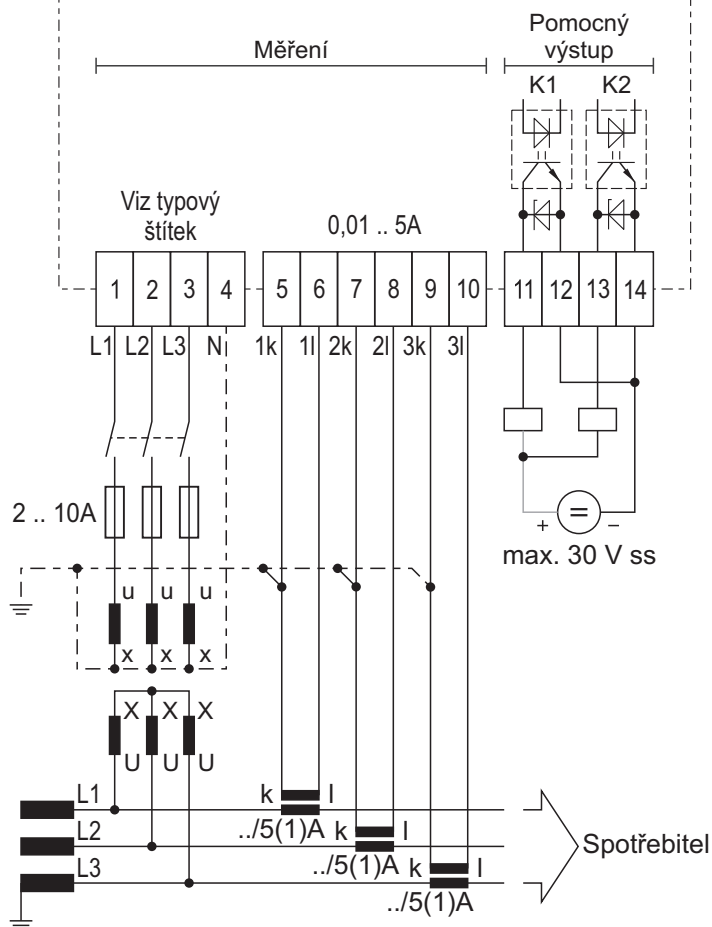 Měření
Pomocný
výstup
K1 K2
Viz typový
štítek
0,01 .. 5A
1 2 3 4 5 6 7 8 9 10 11 12 13 14
L1 L2 L3 N 1k 1l 2k 2l 3k 3l
2 .. 10A
+ = −
max. 30 V ss
u u u
x x x
X X X
U U U
L1 k l
../5(1)A
L2 k l
../5(1)A
L3 k l
../5(1)A
Spotřebitel